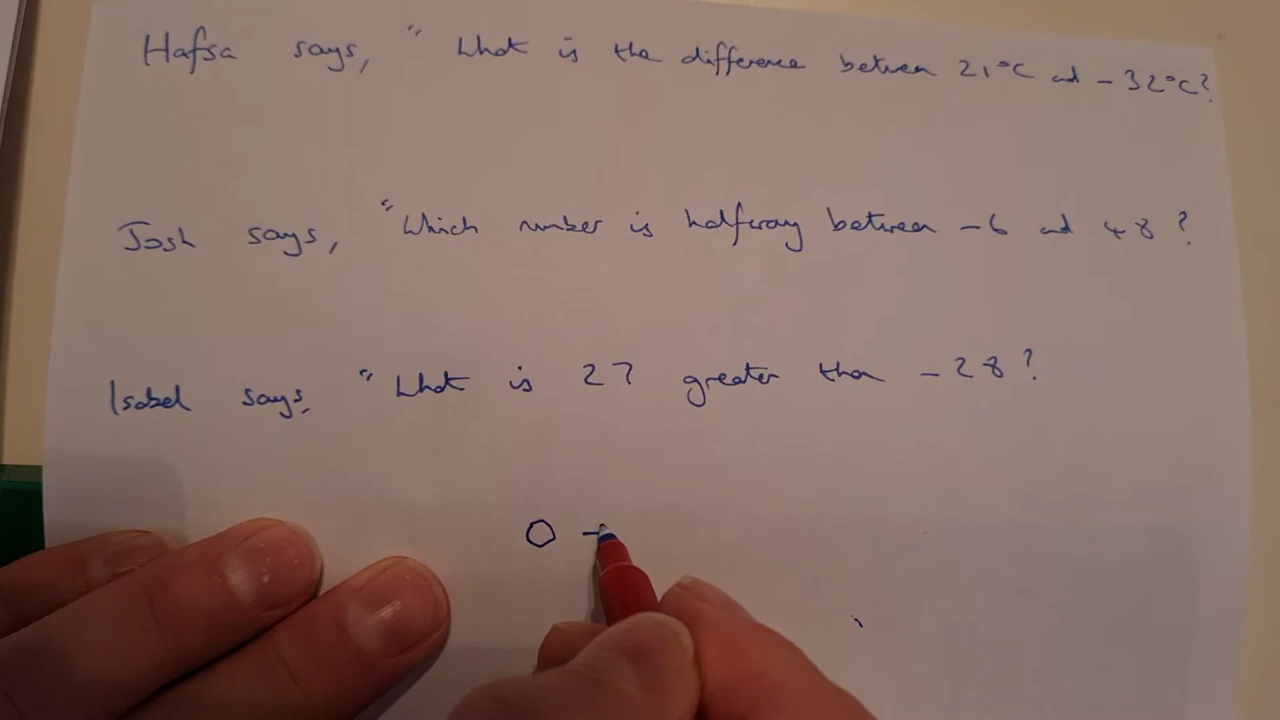 Hafsa says, " What is the difference between 21°C and -32°C?
Josh says, "Which number is halfway between -6 and 48?
Isobel says, "What is 27 greater than -28?
0 -